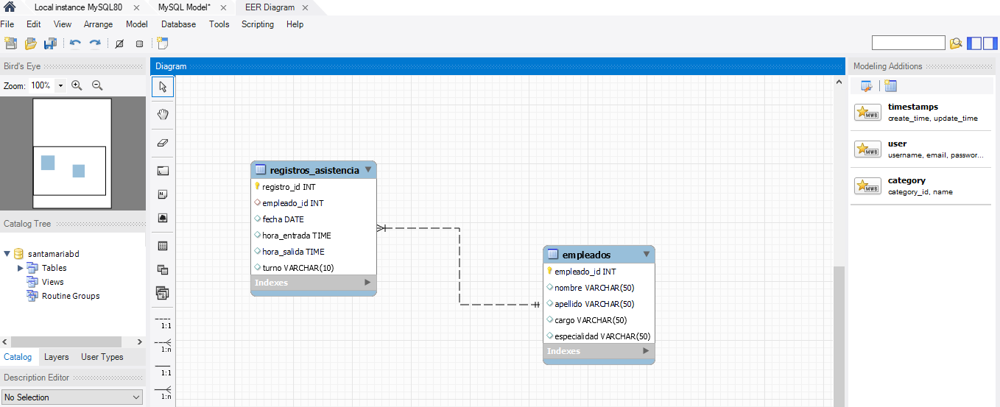 Local instance MySQL80 MySQL Model* EER Diagram
File Edit View Arrange Model Database Tools Scripting Help
Bird's Eye
Zoom: 100%
Catalog Tree
santamariabd
Tables
Views
Routine Groups
Catalog Layers User Types
Description Editor
No Selection
Diagram
1:1
1:n
1:1
1:n
registros_asistencia
registro_id INT
empleado_id INT
fecha DATE
hora_entrada TIME
hora_salida TIME
turno VARCHAR(10)
Indexes
empleados
empleado_id INT
nombre VARCHAR(50)
apellido VARCHAR(50)
cargo VARCHAR(50)
especialidad VARCHAR(50)
Indexes
Modeling Additions
MWB
timestamps
create_time, update_time
MWB
user
username, email, passwor...
MWB
category
category_id, name